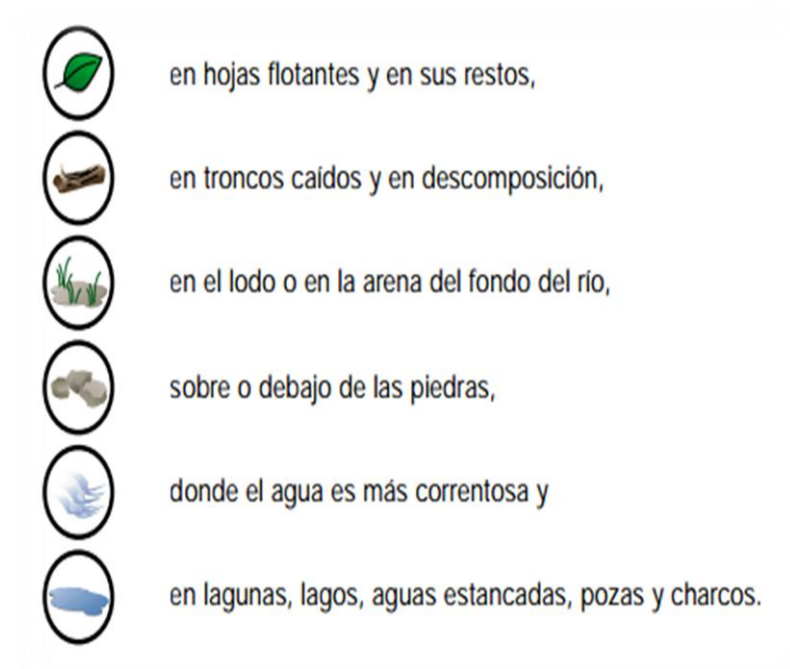 en hojas flotantes y en sus restos,
en troncos caídos y en descomposición,
en el lodo o en la arena del fondo del río,
sobre o debajo de las piedras,
donde el agua es más correntosa y
en lagunas, lagos, aguas estancadas, pozas y charcos.